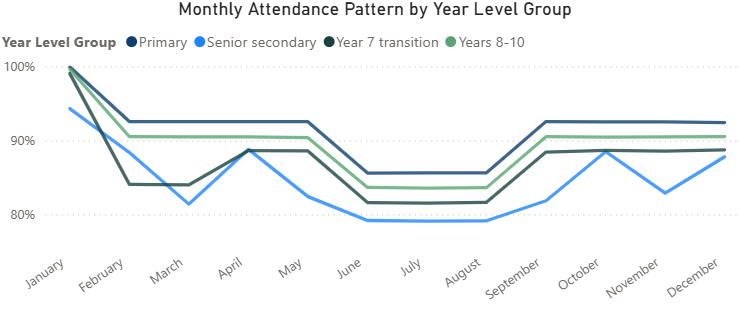 Monthly Attendance Pattern by Year Level Group
Year Level Group Primary Senior secondary Year 7 transition Years 8-10
100%
90%
80%
January February March April May June July August September October November December